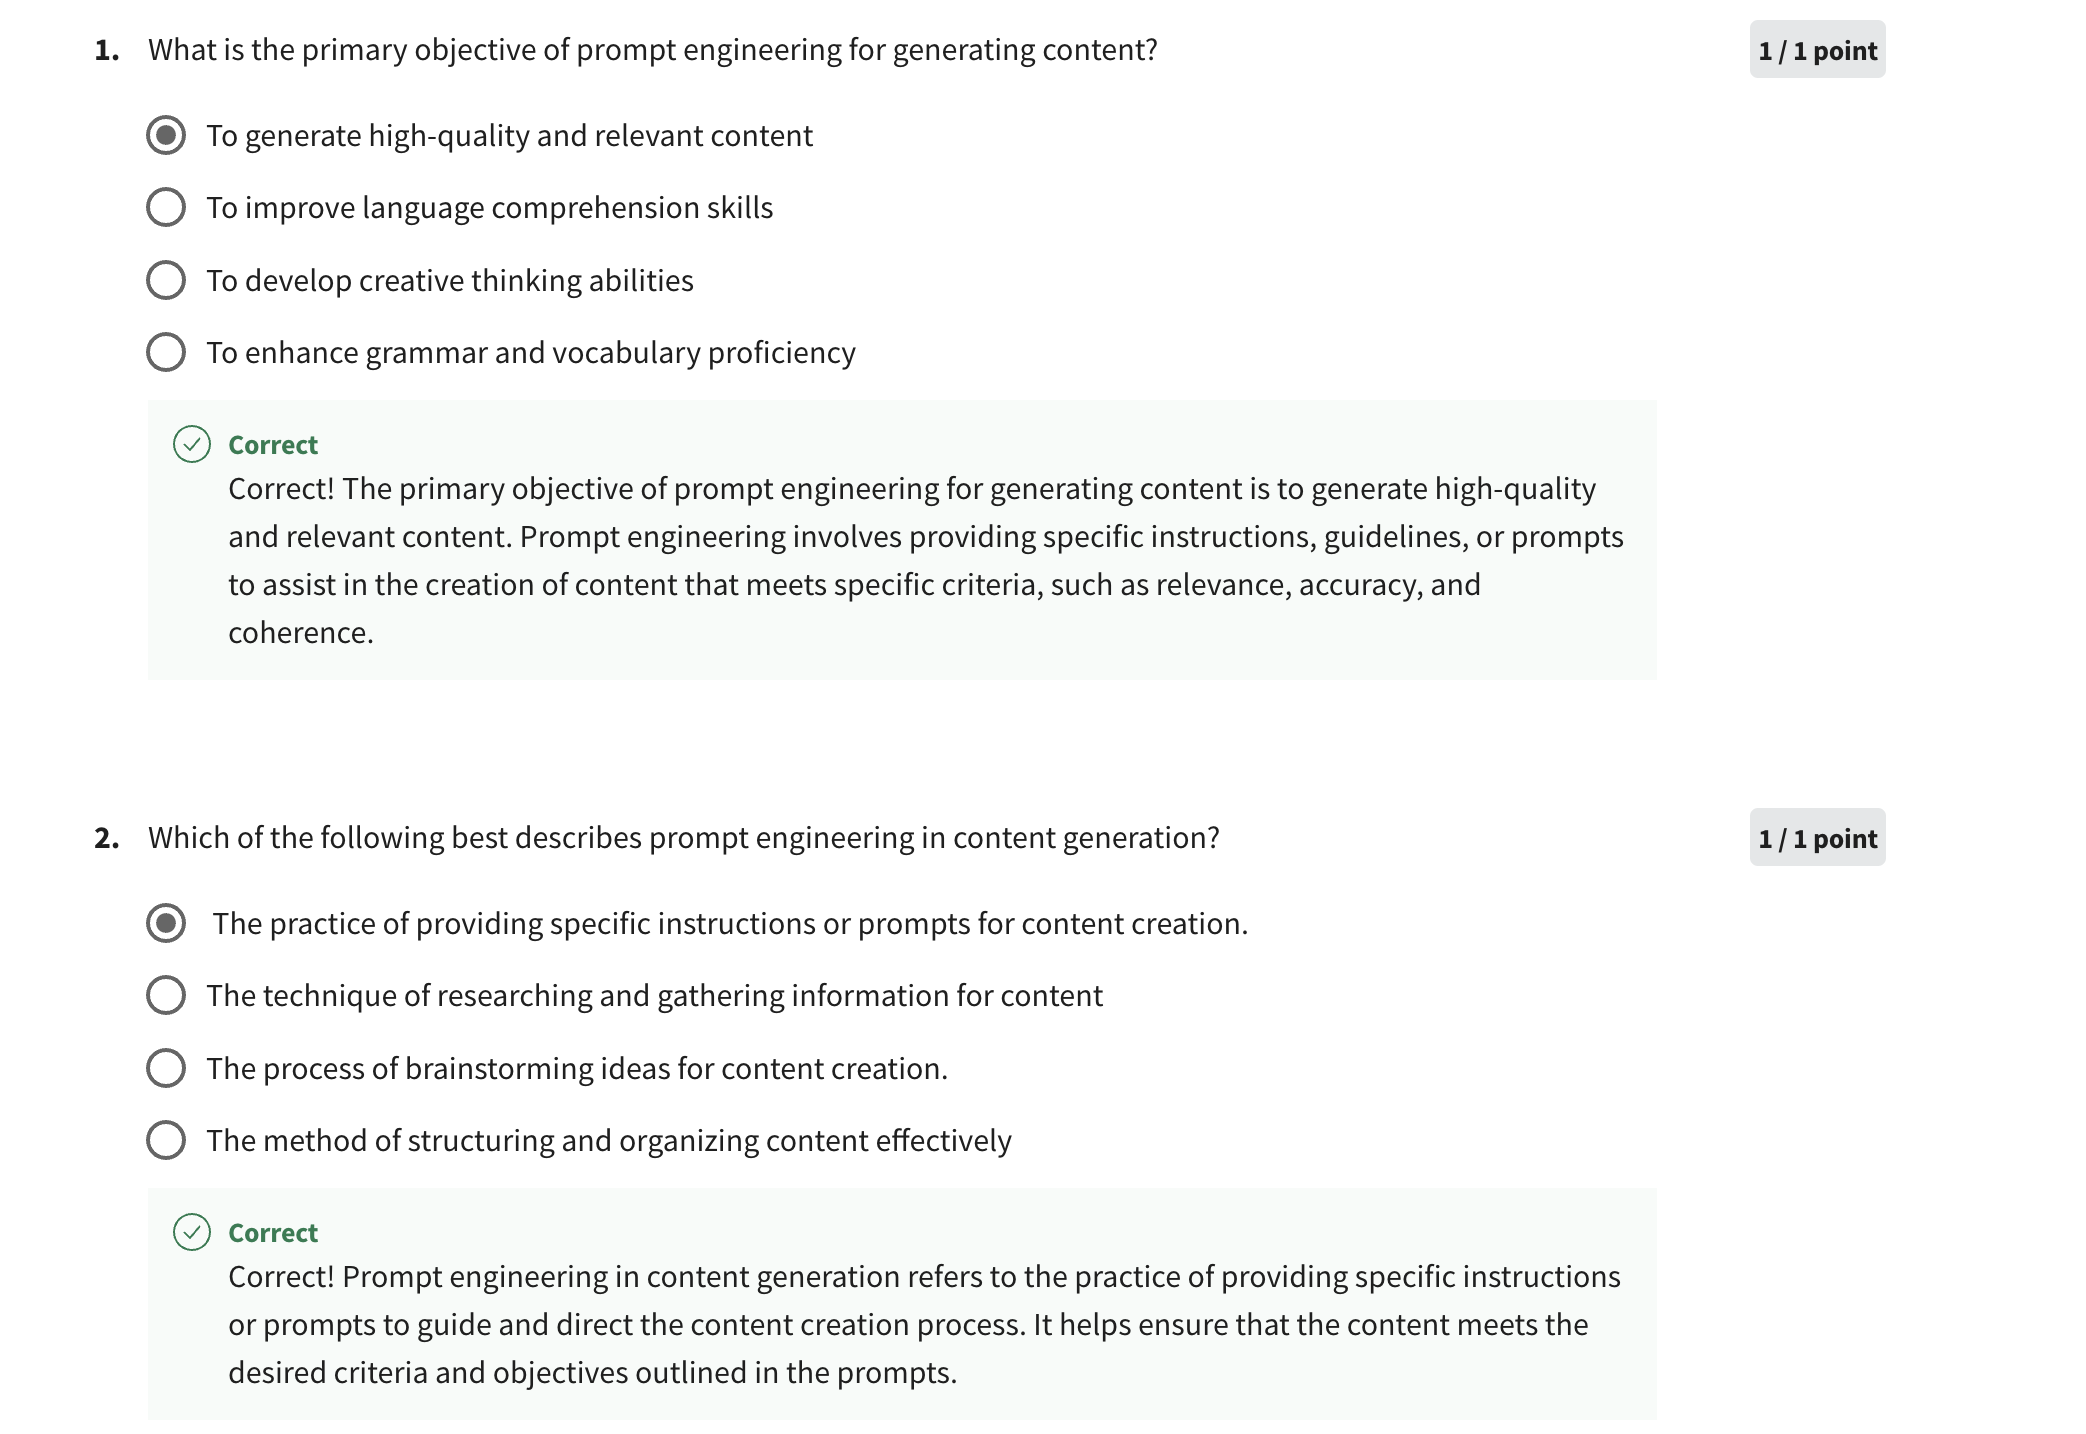 1. What is the primary objective of prompt engineering for generating content?
1 / 1 point
To generate high-quality and relevant content
To improve language comprehension skills
To develop creative thinking abilities
To enhance grammar and vocabulary proficiency
Correct
Correct! The primary objective of prompt engineering for generating content is to generate high-quality
and relevant content. Prompt engineering involves providing specific instructions, guidelines, or prompts
to assist in the creation of content that meets specific criteria, such as relevance, accuracy, and
coherence.
2. Which of the following best describes prompt engineering in content generation?
1 / 1 point
The practice of providing specific instructions or prompts for content creation.
The technique of researching and gathering information for content
The process of brainstorming ideas for content creation.
The method of structuring and organizing content effectively
Correct
Correct! Prompt engineering in content generation refers to the practice of providing specific instructions
or prompts to guide and direct the content creation process. It helps ensure that the content meets the
desired criteria and objectives outlined in the prompts.